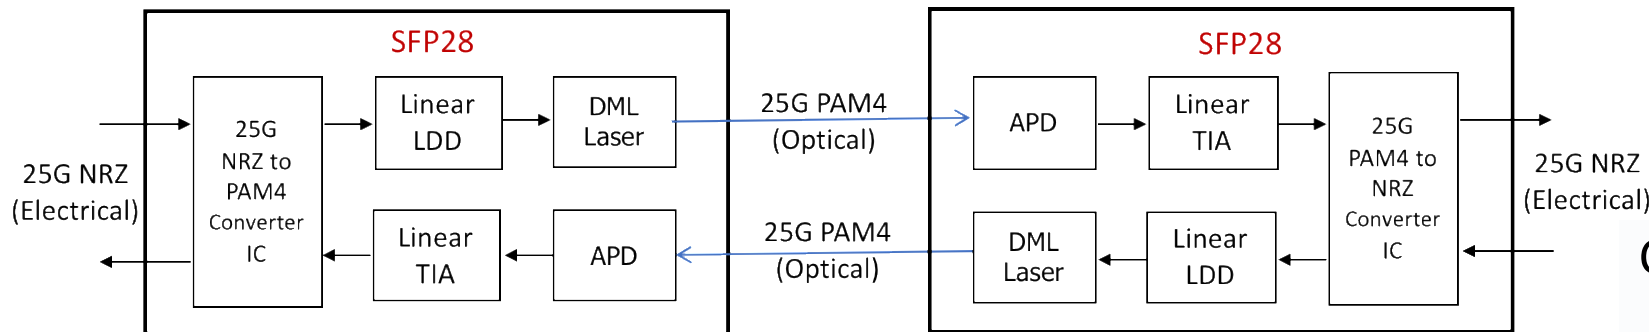 SFP28
25G
NRZ to
PAM4
Converter
IC
Linear
LDD
DML
Laser
Linear
TIA
APD
25G NRZ
(Electrical)
25G PAM4
(Optical)
25G PAM4
(Optical)
SFP28
APD
Linear
TIA
25G
PAM4 to
NRZ
Converter
IC
DML
Laser
Linear
LDD
25G NRZ
(Electrical)